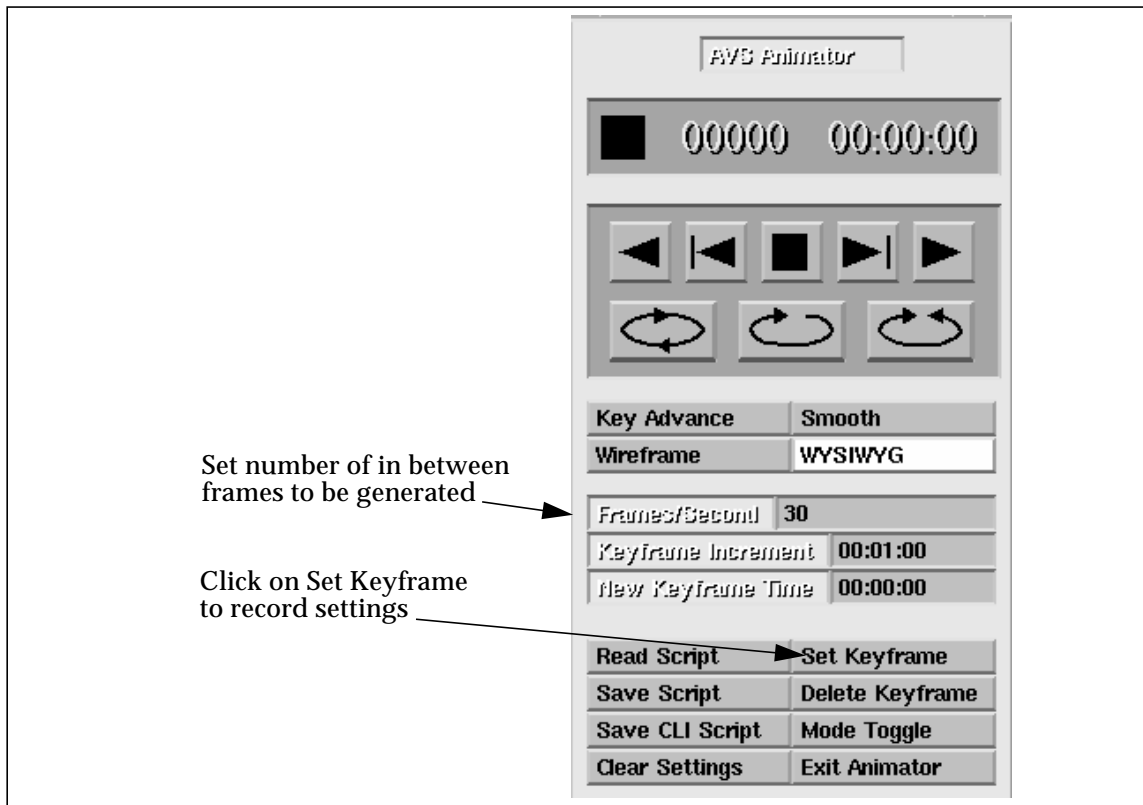 AVS Animator
00000 00:00:00
Key Advance Smooth
Wireframe WYSIWYG
Set number of in between
frames to be generated
Frames/Second 30
Keyframe Increment 00:01:00
New Keyframe Time 00:00:00
Click on Set Keyframe
to record settings
Read Script Set Keyframe
Save Script Delete Keyframe
Save CLI Script Mode Toggle
Clear Settings Exit Animator